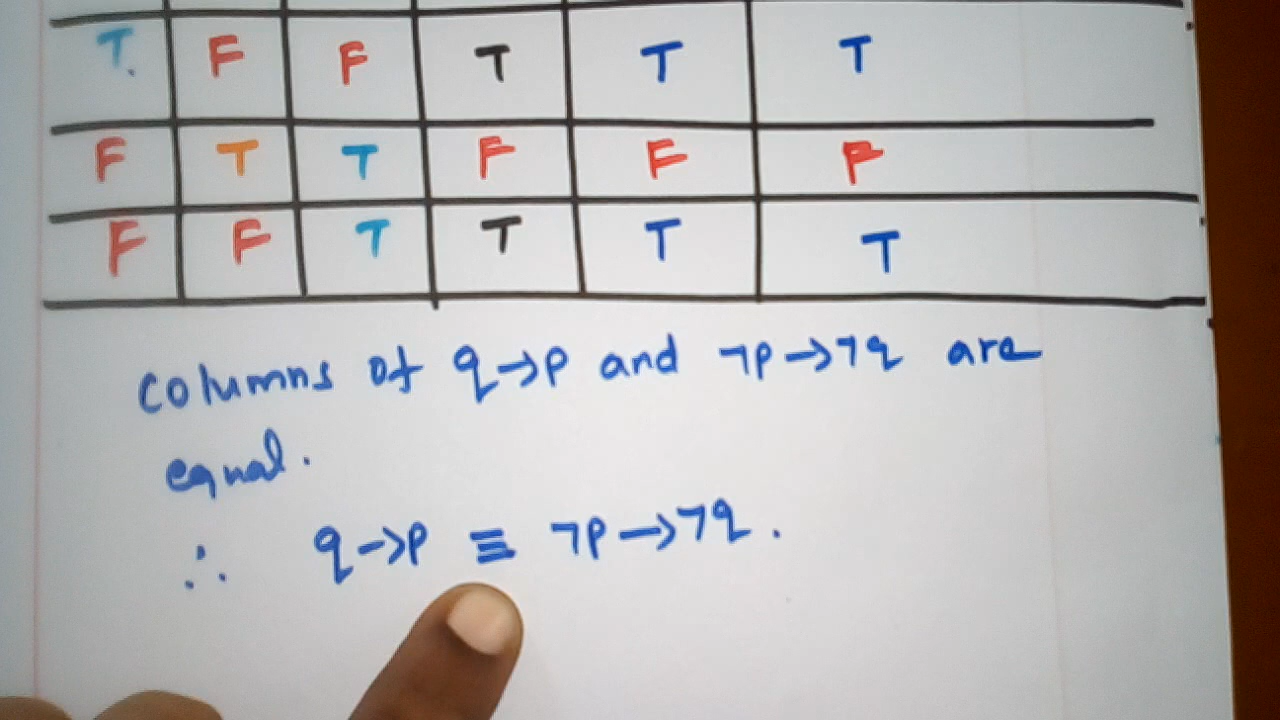 T F F T T T
F T T F F F
F F T T T T
columns of q→p and ¬p→¬q are
equal.
∴ q→p ≡ ¬p→¬q.